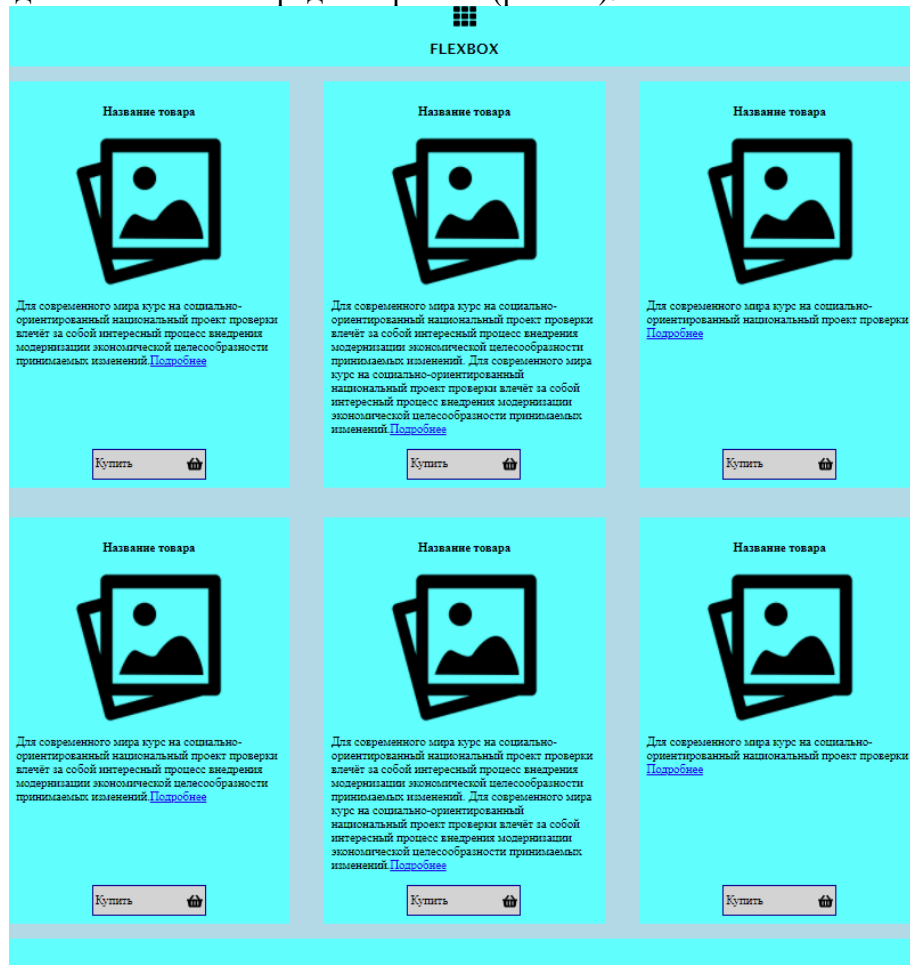 FLEXBOX
Название товара
Название товара
Название товара
Для современного мира курс на социально-
ориентированный национальный проект проверки
влечёт за собой интересный процесс внедрения
модернизации экономической целесообразности
принимаемых изменений.Подробнее
Для современного мира курс на социально-
ориентированный национальный проект проверки
влечёт за собой интересный процесс внедрения
модернизации экономической целесообразности
принимаемых изменений. Для современного мира
курс на социально-ориентированный
национальный проект проверки влечёт за собой
интересный процесс внедрения модернизации
экономической целесообразности принимаемых
изменений.Подробнее
Для современного мира курс на социально-
ориентированный национальный проект проверки
Подробнее
Купить
Купить
Купить
Название товара
Название товара
Название товара
Для современного мира курс на социально-
ориентированный национальный проект проверки
влечёт за собой интересный процесс внедрения
модернизации экономической целесообразности
принимаемых изменений.Подробнее
Для современного мира курс на социально-
ориентированный национальный проект проверки
влечёт за собой интересный процесс внедрения
модернизации экономической целесообразности
принимаемых изменений. Для современного мира
курс на социально-ориентированный
национальный проект проверки влечёт за собой
интересный процесс внедрения модернизации
экономической целесообразности принимаемых
изменений.Подробнее
Для современного мира курс на социально-
ориентированный национальный проект проверки
Подробнее
Купить
Купить
Купить